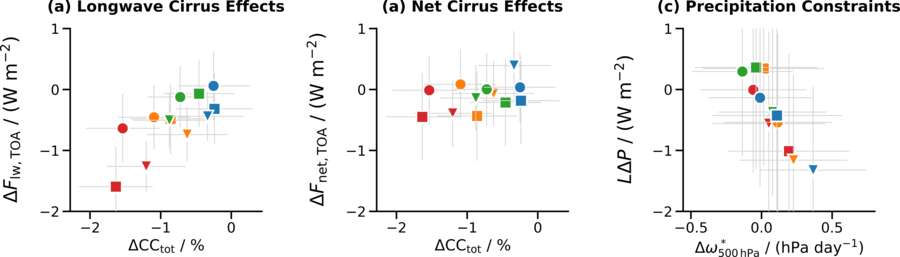 (a) Longwave Cirrus Effects
1
0
−1
−2
ΔF_lw, TOA / (W m⁻²)
−2 −1 0
ΔCC_tot / %
(a) Net Cirrus Effects
1
0
−1
−2
ΔF_net, TOA / (W m⁻²)
−2 −1 0
ΔCC_tot / %
(c) Precipitation Constraints
1
0
−1
−2
LΔP / (W m⁻²)
−0.5 0.0 0.5
Δω*_500 hPa / (hPa day⁻¹)